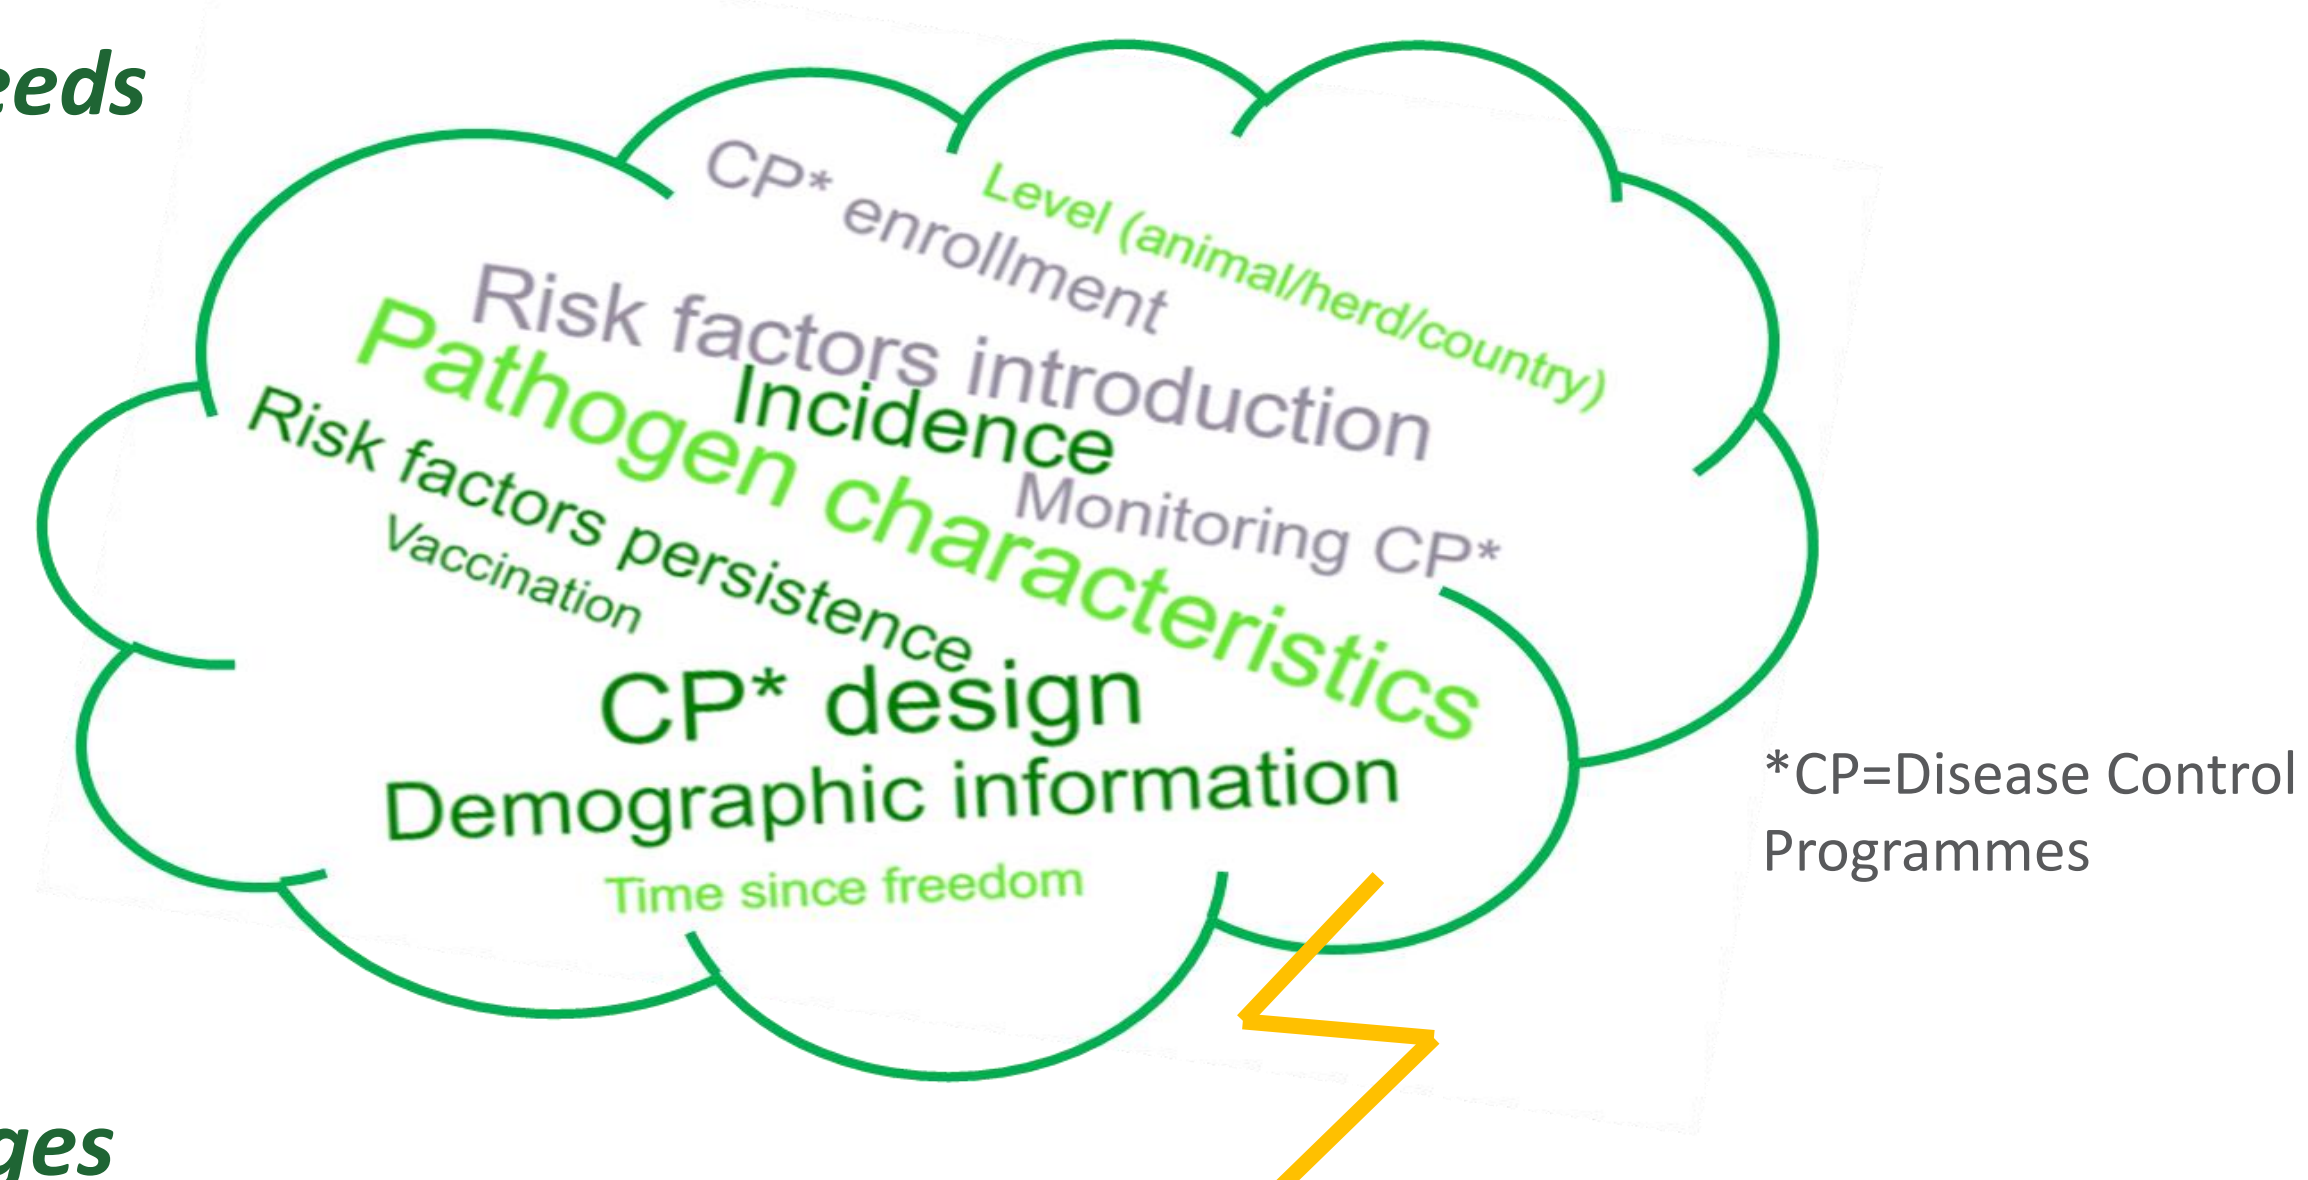 eeds
CP* enrollment
Level (animal/herd/country)
Risk factors introduction
Pathogen characteristics
Incidence
Risk factors persistence
Monitoring CP*
Vaccination
CP* design
Demographic information
Time since freedom
*CP=Disease Control
Programmes
ges